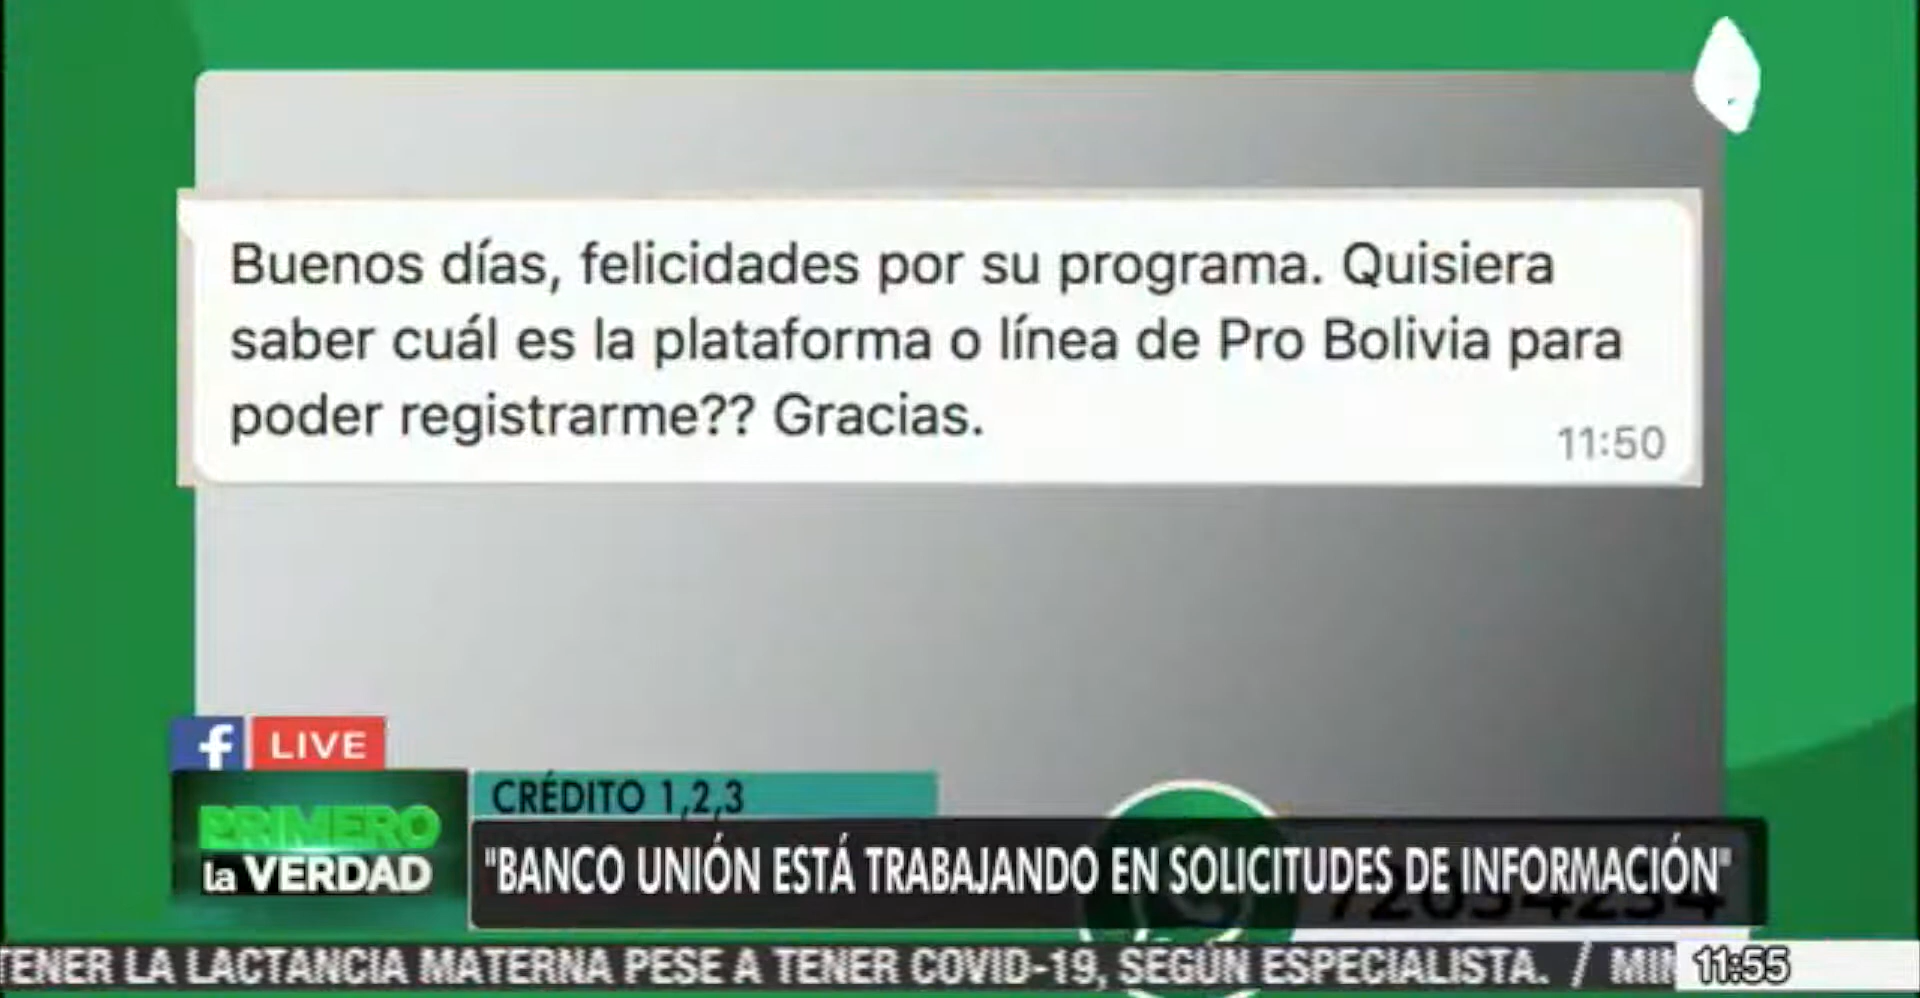 Buenos días, felicidades por su programa. Quisiera
saber cuál es la plataforma o línea de Pro Bolivia para
poder registrarme?? Gracias.
11:50
f LIVE
PRIMERO
la VERDAD
CRÉDITO 1,2,3
"BANCO UNIÓN ESTÁ TRABAJANDO EN SOLICITUDES DE INFORMACIÓN"
TENER LA LACTANCIA MATERNA PESE A TENER COVID-19, SEGÚN ESPECIALISTA. / MIN
11:55